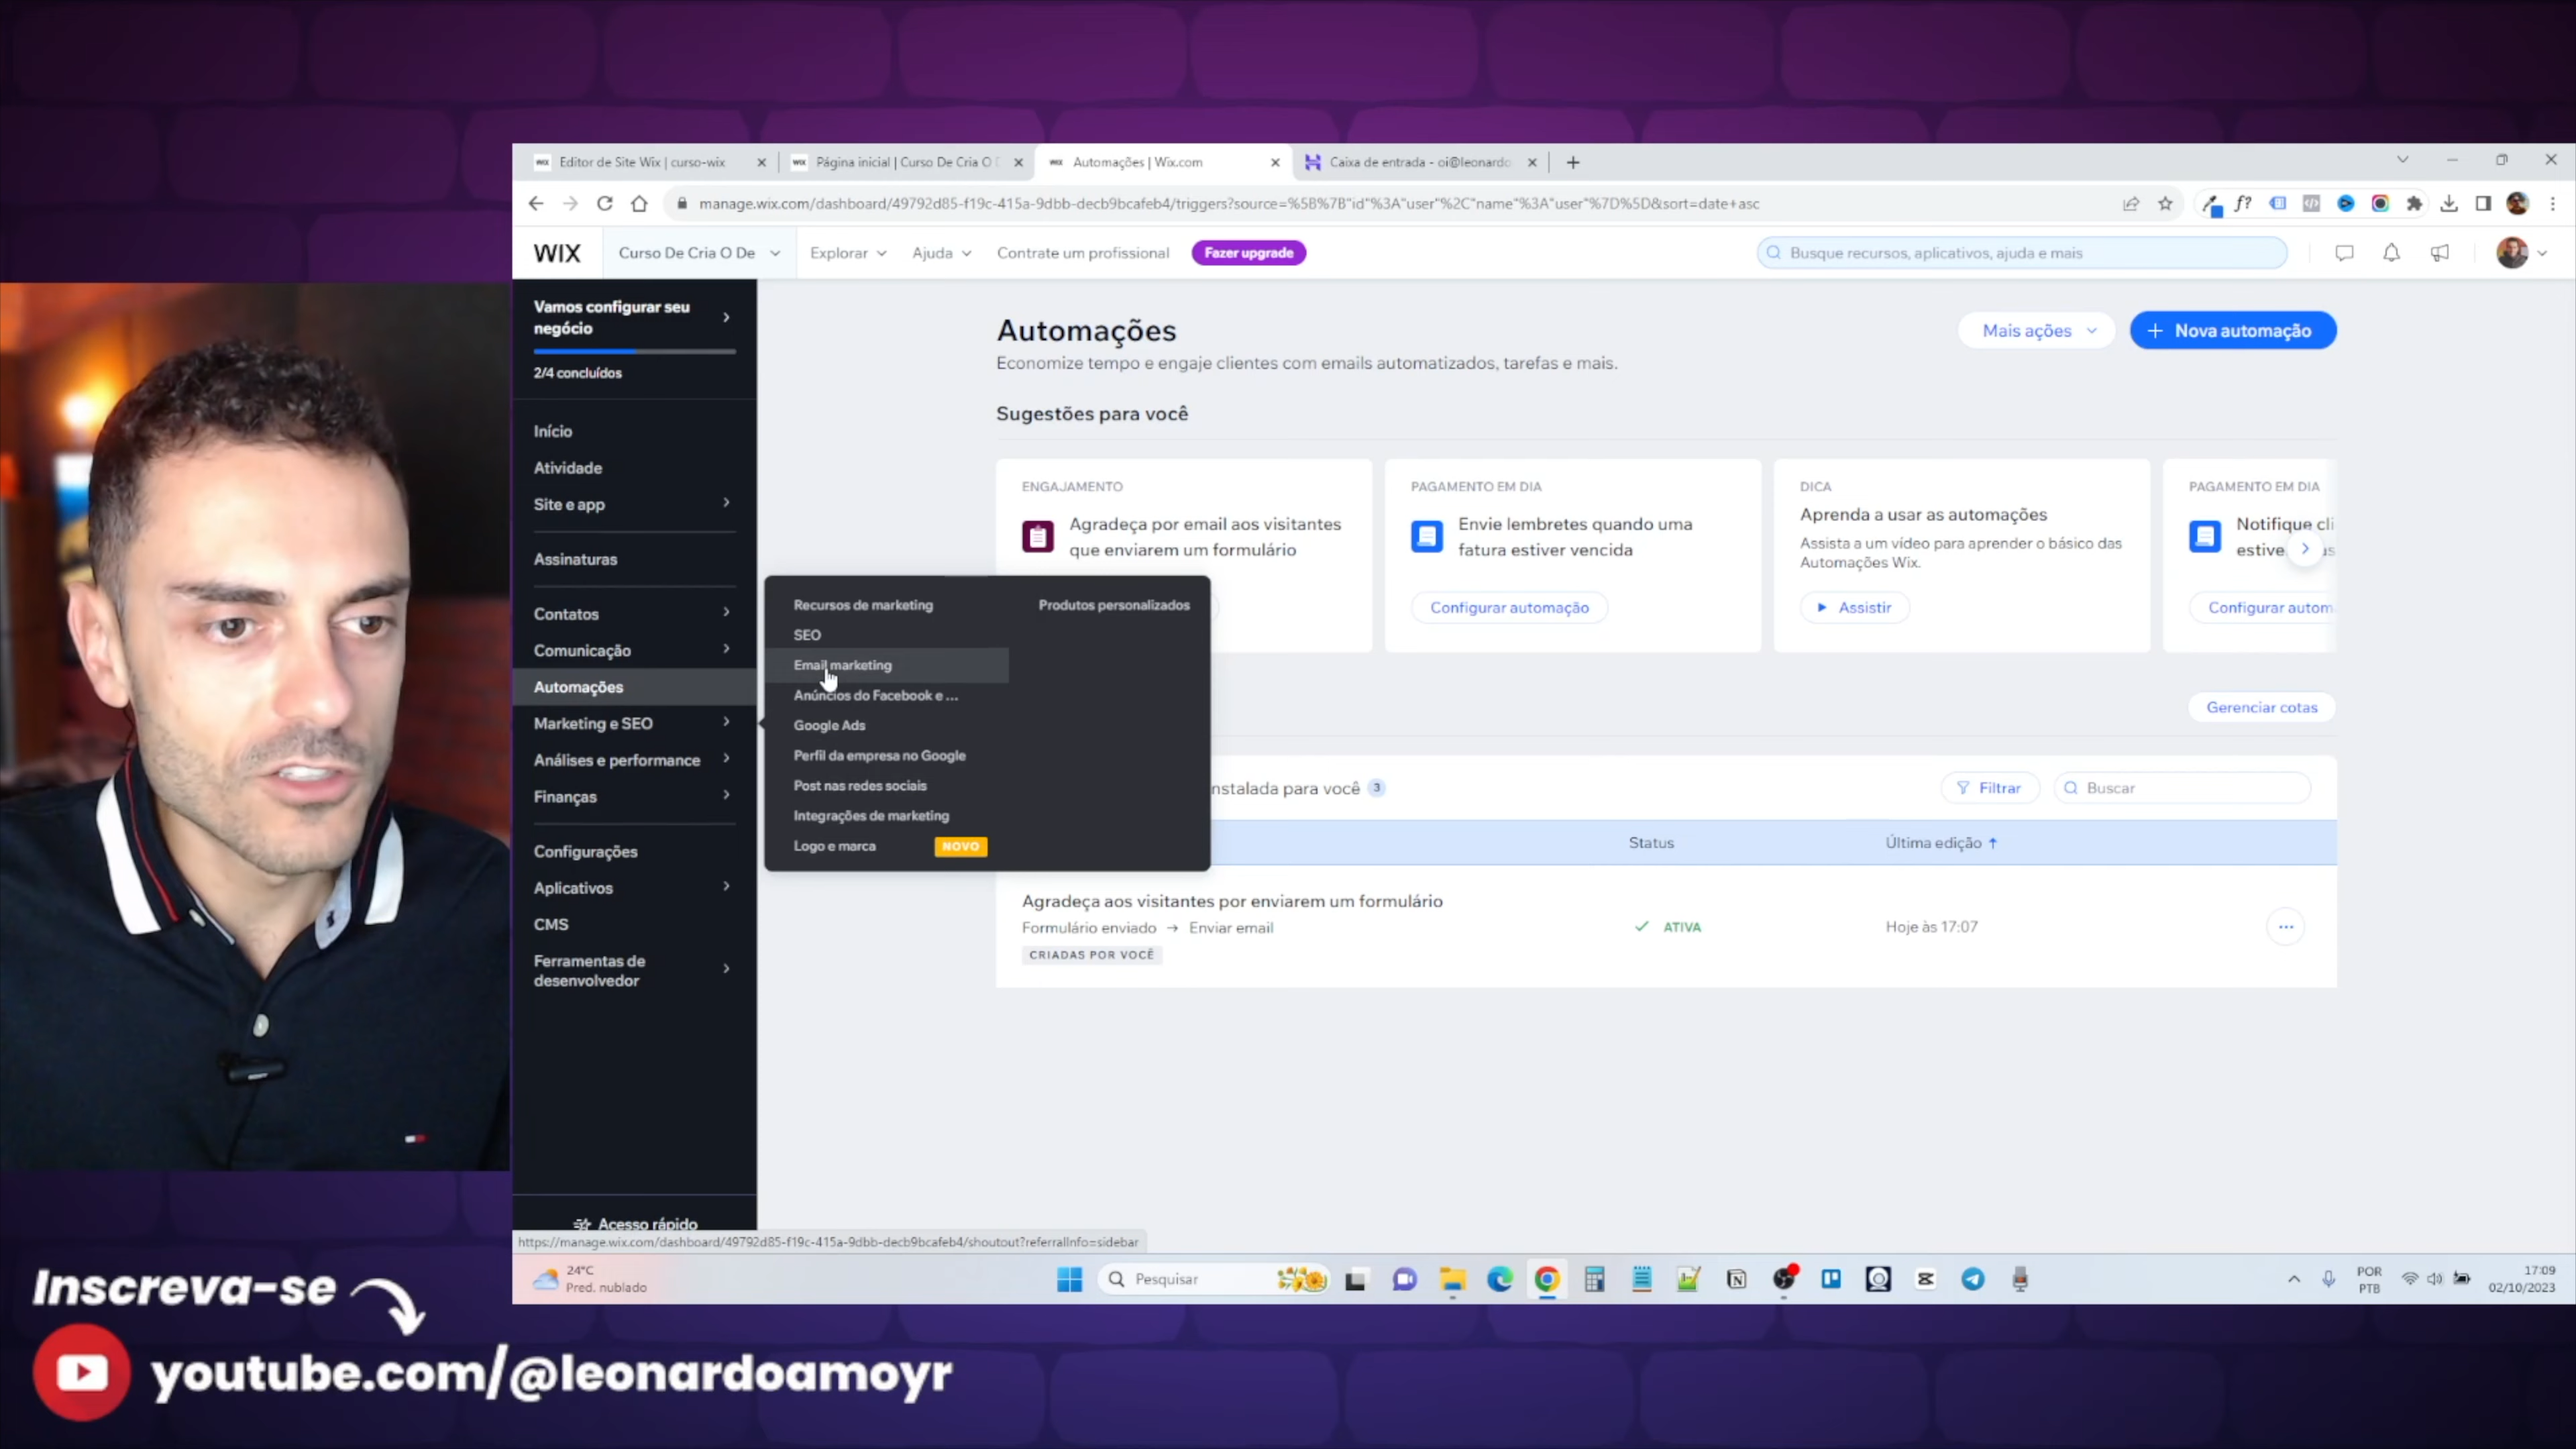 Editor de Site Wix | curso-wix
Página inicial | Curso De Cria O D
Automações | Wix.com
Caixa de entrada - oi@leonardo
manage.wix.com/dashboard/49792d85-f19c-415a-9dbb-decb9bcafeb4/triggers?source=%5B%7B"id"%3A"user"%2C"name"%3A"user"%7D%5D&sort=date+asc
WIX
Curso De Cria O De
Explorar
Ajuda
Contrate um profissional
Fazer upgrade
Busque recursos, aplicativos, ajuda e mais
Vamos configurar seu
negócio
2/4 concluídos
Início
Atividade
Site e app
Assinaturas
Contatos
Comunicação
Automações
Marketing e SEO
Análises e performance
Finanças
Configurações
Aplicativos
CMS
Ferramentas de
desenvolvedor
Acesso rápido
Recursos de marketing
SEO
Email marketing
Anúncios do Facebook e ...
Google Ads
Perfil da empresa no Google
Post nas redes sociais
Integrações de marketing
Logo e marca
NOVO
Produtos personalizados
Automações
Economize tempo e engaje clientes com emails automatizados, tarefas e mais.
Mais ações
+ Nova automação
Sugestões para você
ENGAJAMENTO
Agradeça por email aos visitantes
que enviarem um formulário
PAGAMENTO EM DIA
Envie lembretes quando uma
fatura estiver vencida
Configurar automação
DICA
Aprenda a usar as automações
Assista a um vídeo para aprender o básico das
Automações Wix.
Assistir
PAGAMENTO EM DIA
Notifique cli
estive
Configurar autom
Gerenciar cotas
nstalada para você 3
Filtrar
Buscar
Status
Última edição ↑
Agradeça aos visitantes por enviarem um formulário
Formulário enviado → Enviar email
CRIADAS POR VOCÊ
ATIVA
Hoje às 17:07
https://manage.wix.com/dashboard/49792d85-f19c-415a-9dbb-decb9bcafeb4/shoutout?referralInfo=sidebar
24°C
Pred. nublado
Pesquisar
POR
PTB
17:09
02/10/2023
Inscreva-se
youtube.com/@leonardoamoyr